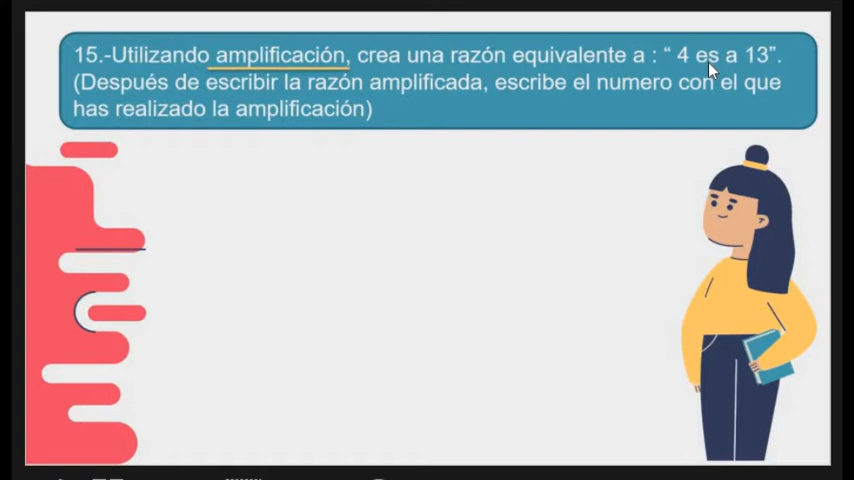 15.-Utilizando amplificación, crea una razón equivalente a : “ 4 es a 13”.
(Después de escribir la razón amplificada, escribe el numero con el que
has realizado la amplificación)